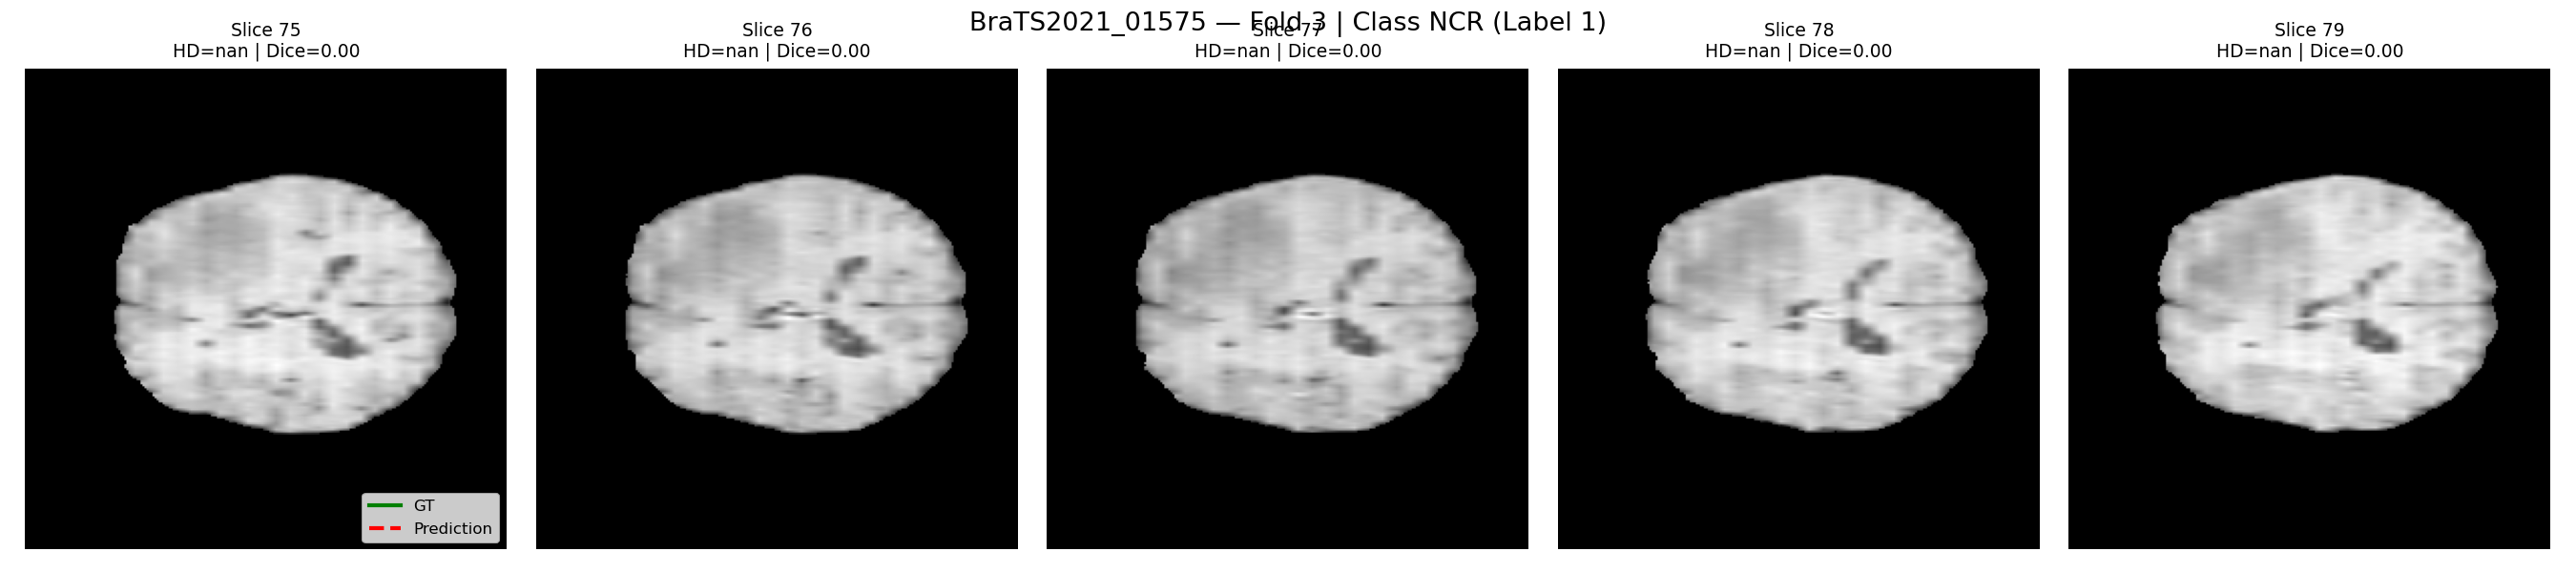 BraTS2021_01575 — Fold 3 | Class NCR (Label 1)
Slice 75
HD=nan | Dice=0.00
Slice 76
HD=nan | Dice=0.00
Slice 77
HD=nan | Dice=0.00
Slice 78
HD=nan | Dice=0.00
Slice 79
HD=nan | Dice=0.00
GT
Prediction